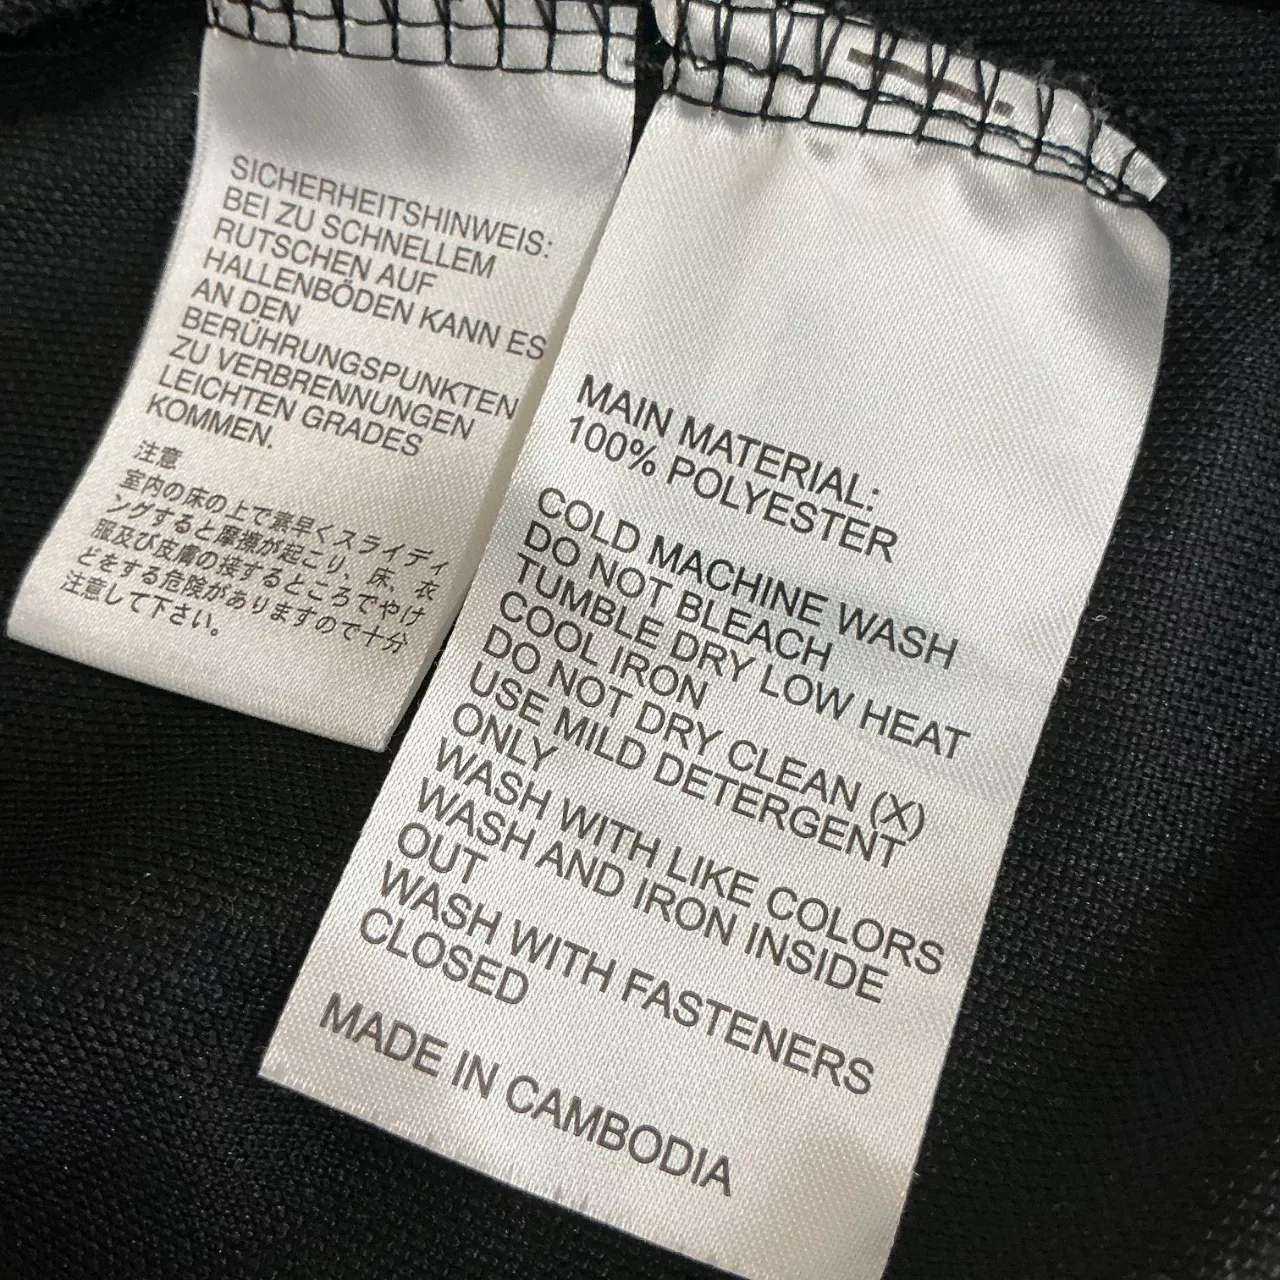 SICHERHEITSHINWEIS:
BEI ZU SCHNELLEM
RUTSCHEN AUF
HALLENBÖDEN KANN ES
AN DEN
BERÜHRUNGSPUNKTEN
ZU VERBRENNUNGEN
LEICHTEN GRADES
KOMMEN.
注意
室内の床の上で素早くスライディ
ングすると摩擦が起こり、床、衣
服及び皮膚の接するところでやけ
どをする危険がありますので十分
注意して下さい。
MAIN MATERIAL:
100% POLYESTER
COLD MACHINE WASH
DO NOT BLEACH
TUMBLE DRY LOW HEAT
COOL IRON
DO NOT DRY CLEAN (X)
USE MILD DETERGENT
ONLY
WASH WITH LIKE COLORS
WASH AND IRON INSIDE
OUT
WASH WITH FASTENERS
CLOSED
MADE IN CAMBODIA